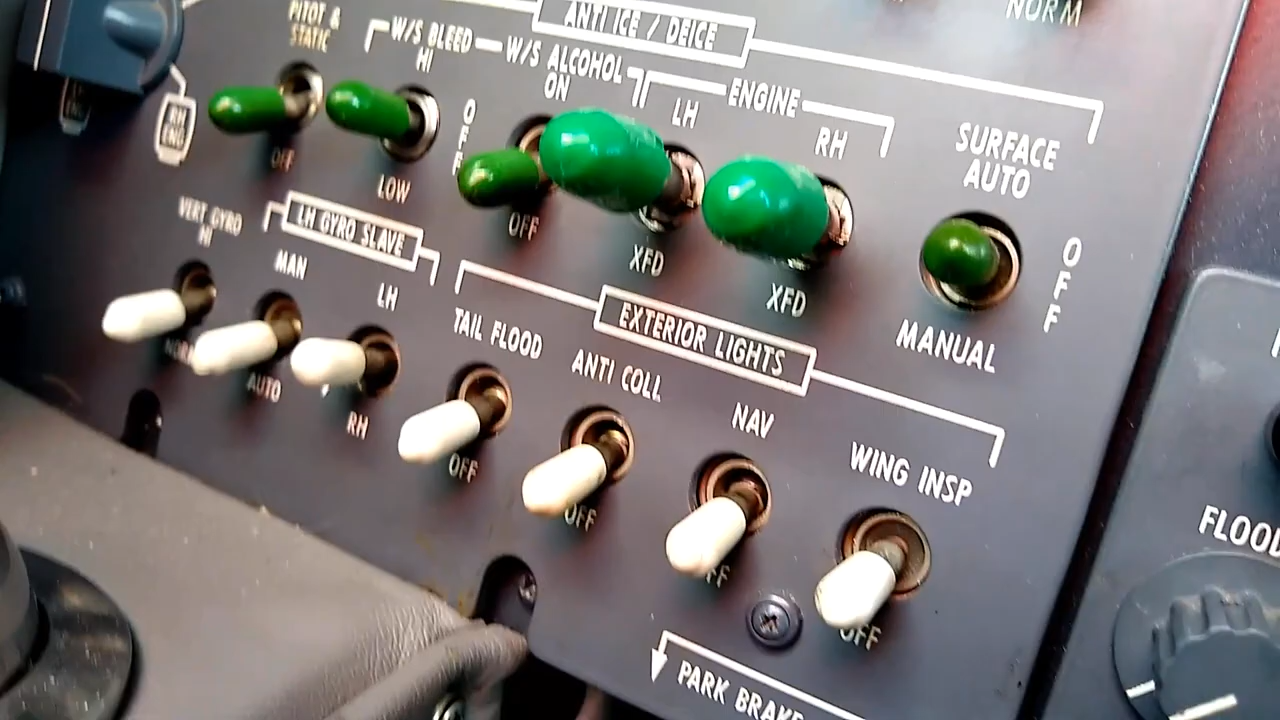 NORM
ANTI ICE / DEICE
PITOT &
STATIC
W/S BLEED
HI
W/S ALCOHOL
ON
ENGINE
LH
RH
SURFACE
AUTO
RH
ENG
OFF
LOW
OFF
OFF
XFD
XFD
MANUAL
OFF
VERT GYRO
HI
LH GYRO SLAVE
MAN
LH
AUTO
RH
EXTERIOR LIGHTS
TAIL FLOOD
ANTI COLL
NAV
WING INSP
OFF
OFF
OFF
OFF
PARK BRAKE
FLOOD